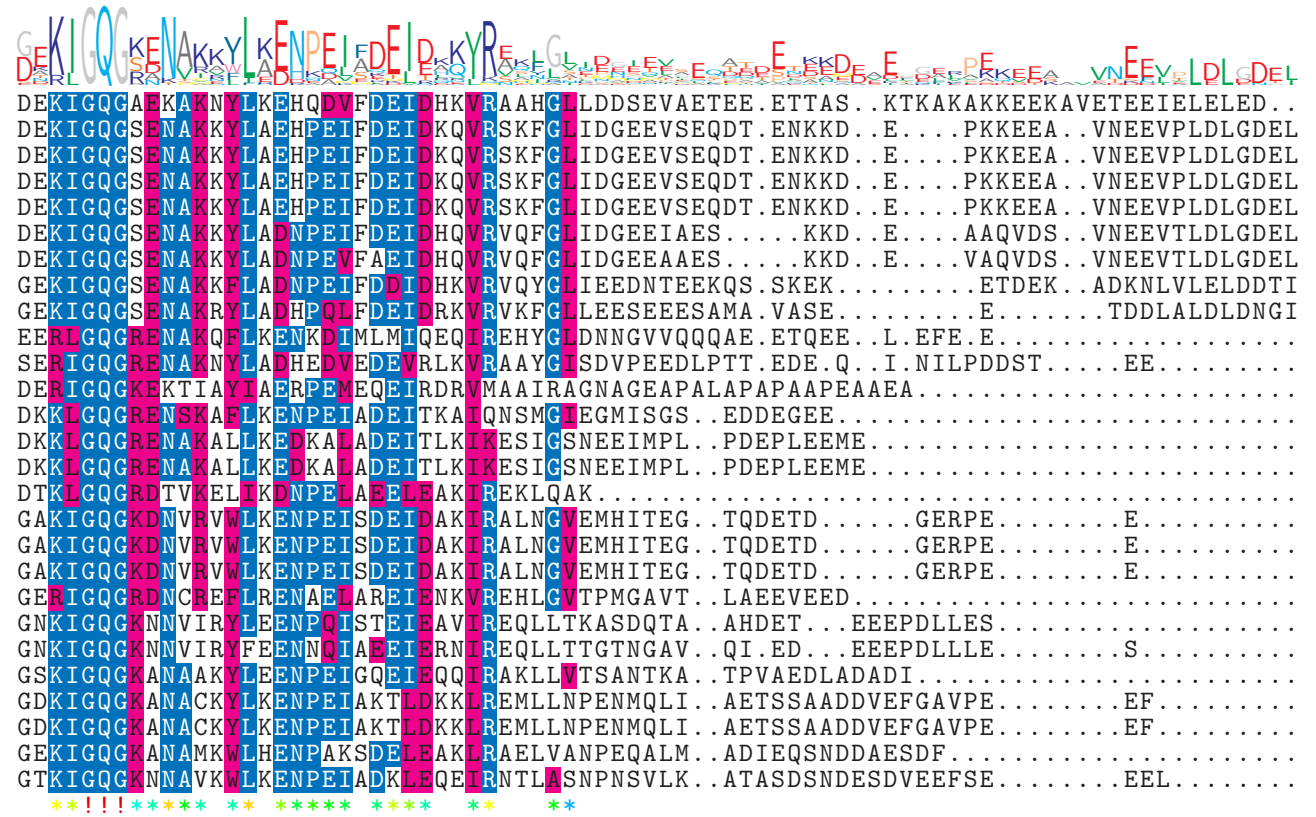 DEKIGQGAEKAKNYLKEHQDVFDEIDHKVRAAHGLLDDSEVAETEE.ETTAS..KTKAKAKKEEKAVETEEIELELED..
DEKIGQGSENAKKYLAEHPEIFDEIDKQVRSKFGLIDGEEVSEQDT.ENKKD..E....PKKEEA..VNEEVPLDLGDEL
DEKIGQGSENAKKYLAEHPEIFDEIDKQVRSKFGLIDGEEVSEQDT.ENKKD..E....PKKEEA..VNEEVPLDLGDEL
DEKIGQGSENAKKYLAEHPEIFDEIDKQVRSKFGLIDGEEVSEQDT.ENKKD..E....PKKEEA..VNEEVPLDLGDEL
DEKIGQGSENAKKYLAEHPEIFDEIDKQVRSKFGLIDGEEVSEQDT.ENKKD..E....PKKEEA..VNEEVPLDLGDEL
DEKIGQGSENAKKYLADNPEIFDEIDHQVRVQFGLIDGEEIAES.....KKD..E....AAQVDS..VNEEVTLDLGDEL
DEKIGQGSENAKKYLADNPEVFAEIDHQVRVQFGLIDGEEAAES.....KKD..E....VAQVDS..VNEEVTLDLGDEL
GEKIGQGSENAKKFLADNPEIFDDIDHKVRVQYGLIEEDNTEEKQS.SKEK.........ETDEK..ADKNLVLELDDTI
GEKIGQGSENAKRYLADHPQLFDEIDRKVRVKFGLLEESEEESAMA.VASE.........E.......TDDLALDLDNGI
EERLGQGRENAKQFLKENKDIMLMIQEQIREHYGLDNNGVVQQQAE.ETQEE..L.EFE.E...................
SERIGQGRENAKNYLADHEDVEDEVRLKVRAAYGISDVPEEDLPTT.EDE.Q..I.NILPDDST.....EE.........
DERIGQGKEKTIAYIAERPEMEQEIRDRVMAAIRAGNAGEAPALAPAPAAPEAAEA........................
DKKLGQGRENSKAFLKENPEIADEITKAIQNSMGIEGMISGS..EDDEGEE.............................
DKKLGQGRENAKALLKEDKALADEITLKIKESIGSNEEIMPL..PDEPLEEME...........................
DKKLGQGRENAKALLKEDKALADEITLKIKESIGSNEEIMPL..PDEPLEEME...........................
DTKLGQGRDTVKELIKDNPELAEELEAKIREKLQAK............................................
GAKIGQGKDNVRVWLKENPEISDEIDAKIRALNGVEMHITEG..TQDETD......GERPE........E..........
GAKIGQGKDNVRVWLKENPEISDEIDAKIRALNGVEMHITEG..TQDETD......GERPE........E..........
GAKIGQGKDNVRVWLKENPEISDEIDAKIRALNGVEMHITEG..TQDETD......GERPE........E..........
GERIGQGRDNCREFLRENAELAREIENKVREHLGVTPMGAVT..LAEEVEED............................
GNKIGQGKNNVIRYLEENPQISTEIEAVIREQLLTKASDQTA..AHDET...EEEPDLLES...................
GNKIGQGKNNVIRYFEENNQIAEEIERNIREQLLTTGTNGAV..QI.ED...EEEPDLLLE........S..........
GSKIGQGKANAAKYLEENPEIGQEIEQQIRAKLLVTSANTKA..TPVAEDLADADI........................
GDKIGQGKANACKYLKENPEIAKTLDKKLREMLLNPENMQLI..AETSSAADDVEFGAVPE........EF.........
GDKIGQGKANACKYLKENPEIAKTLDKKLREMLLNPENMQLI..AETSSAADDVEFGAVPE........EF.........
GEKIGQGKANAMKWLHENPAKSDELEAKLRAELVANPEQALM..ADIEQSNDDAESDF......................
GTKIGQGKNNAVKWLKENPEIADKLEQEIRNTLASNPNSVLK..ATASDSNDESDVEEFSE........EEL........
**!!!***** ** ***** **** ** **